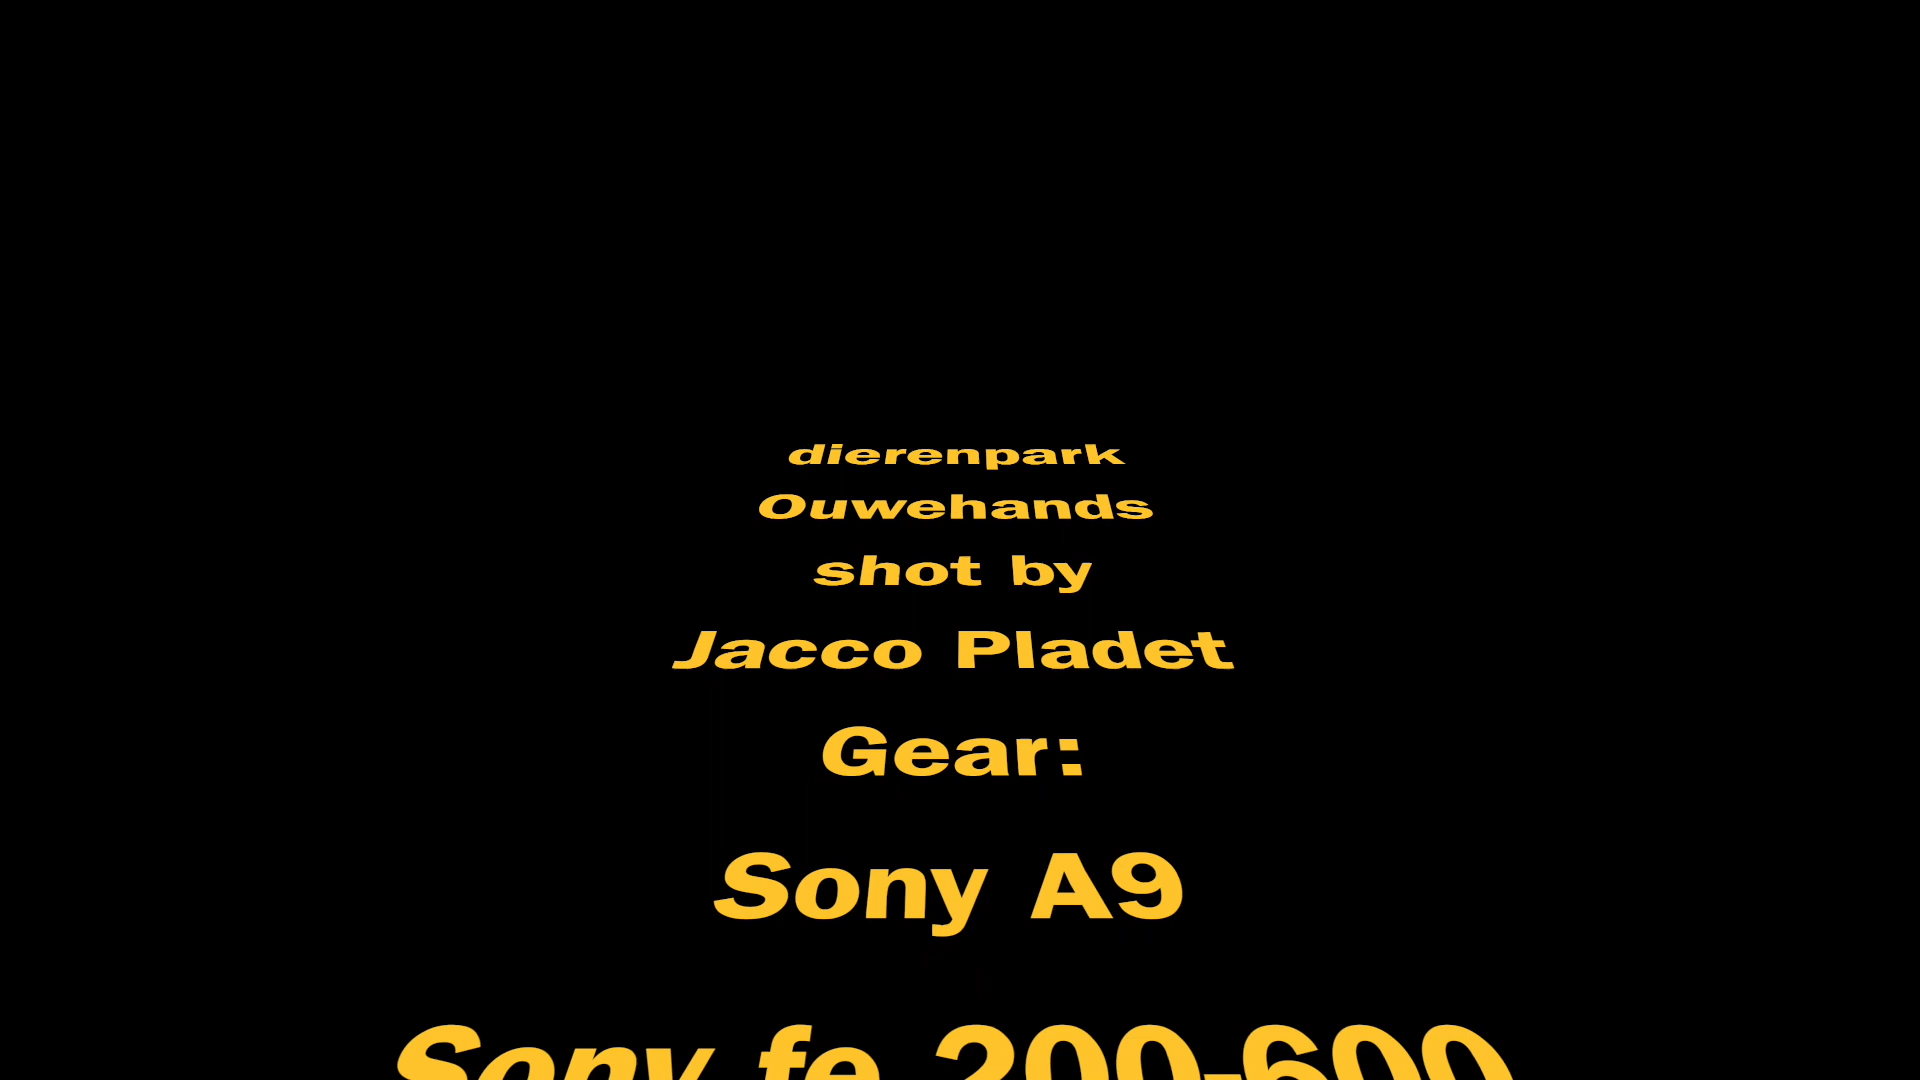 dierenpark
Ouwehands
shot by
Jacco Pladet
Gear:
Sony A9
Sony fe 200-600